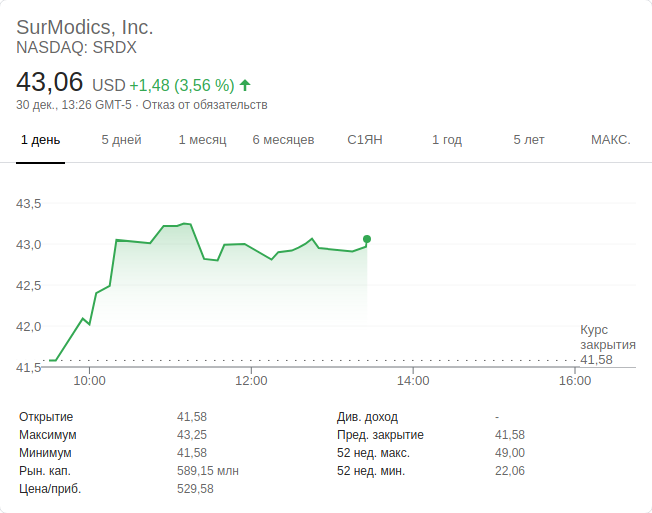 SurModics, Inc.
NASDAQ: SRDX
43,06 USD +1,48 (3,56 %)
30 дек., 13:26 GMT-5 · Отказ от обязательств
1 день 5 дней 1 месяц 6 месяцев С1ЯН 1 год 5 лет МАКС.
43,5
43,0
42,5
42,0
41,5
Курс
закрытия
41,58
10:00 12:00 14:00 16:00
Открытие 41,58 Див. доход -
Максимум 43,25 Пред. закрытие 41,58
Минимум 41,58 52 нед. макс. 49,00
Рын. кап. 589,15 млн 52 нед. мин. 22,06
Цена/приб. 529,58